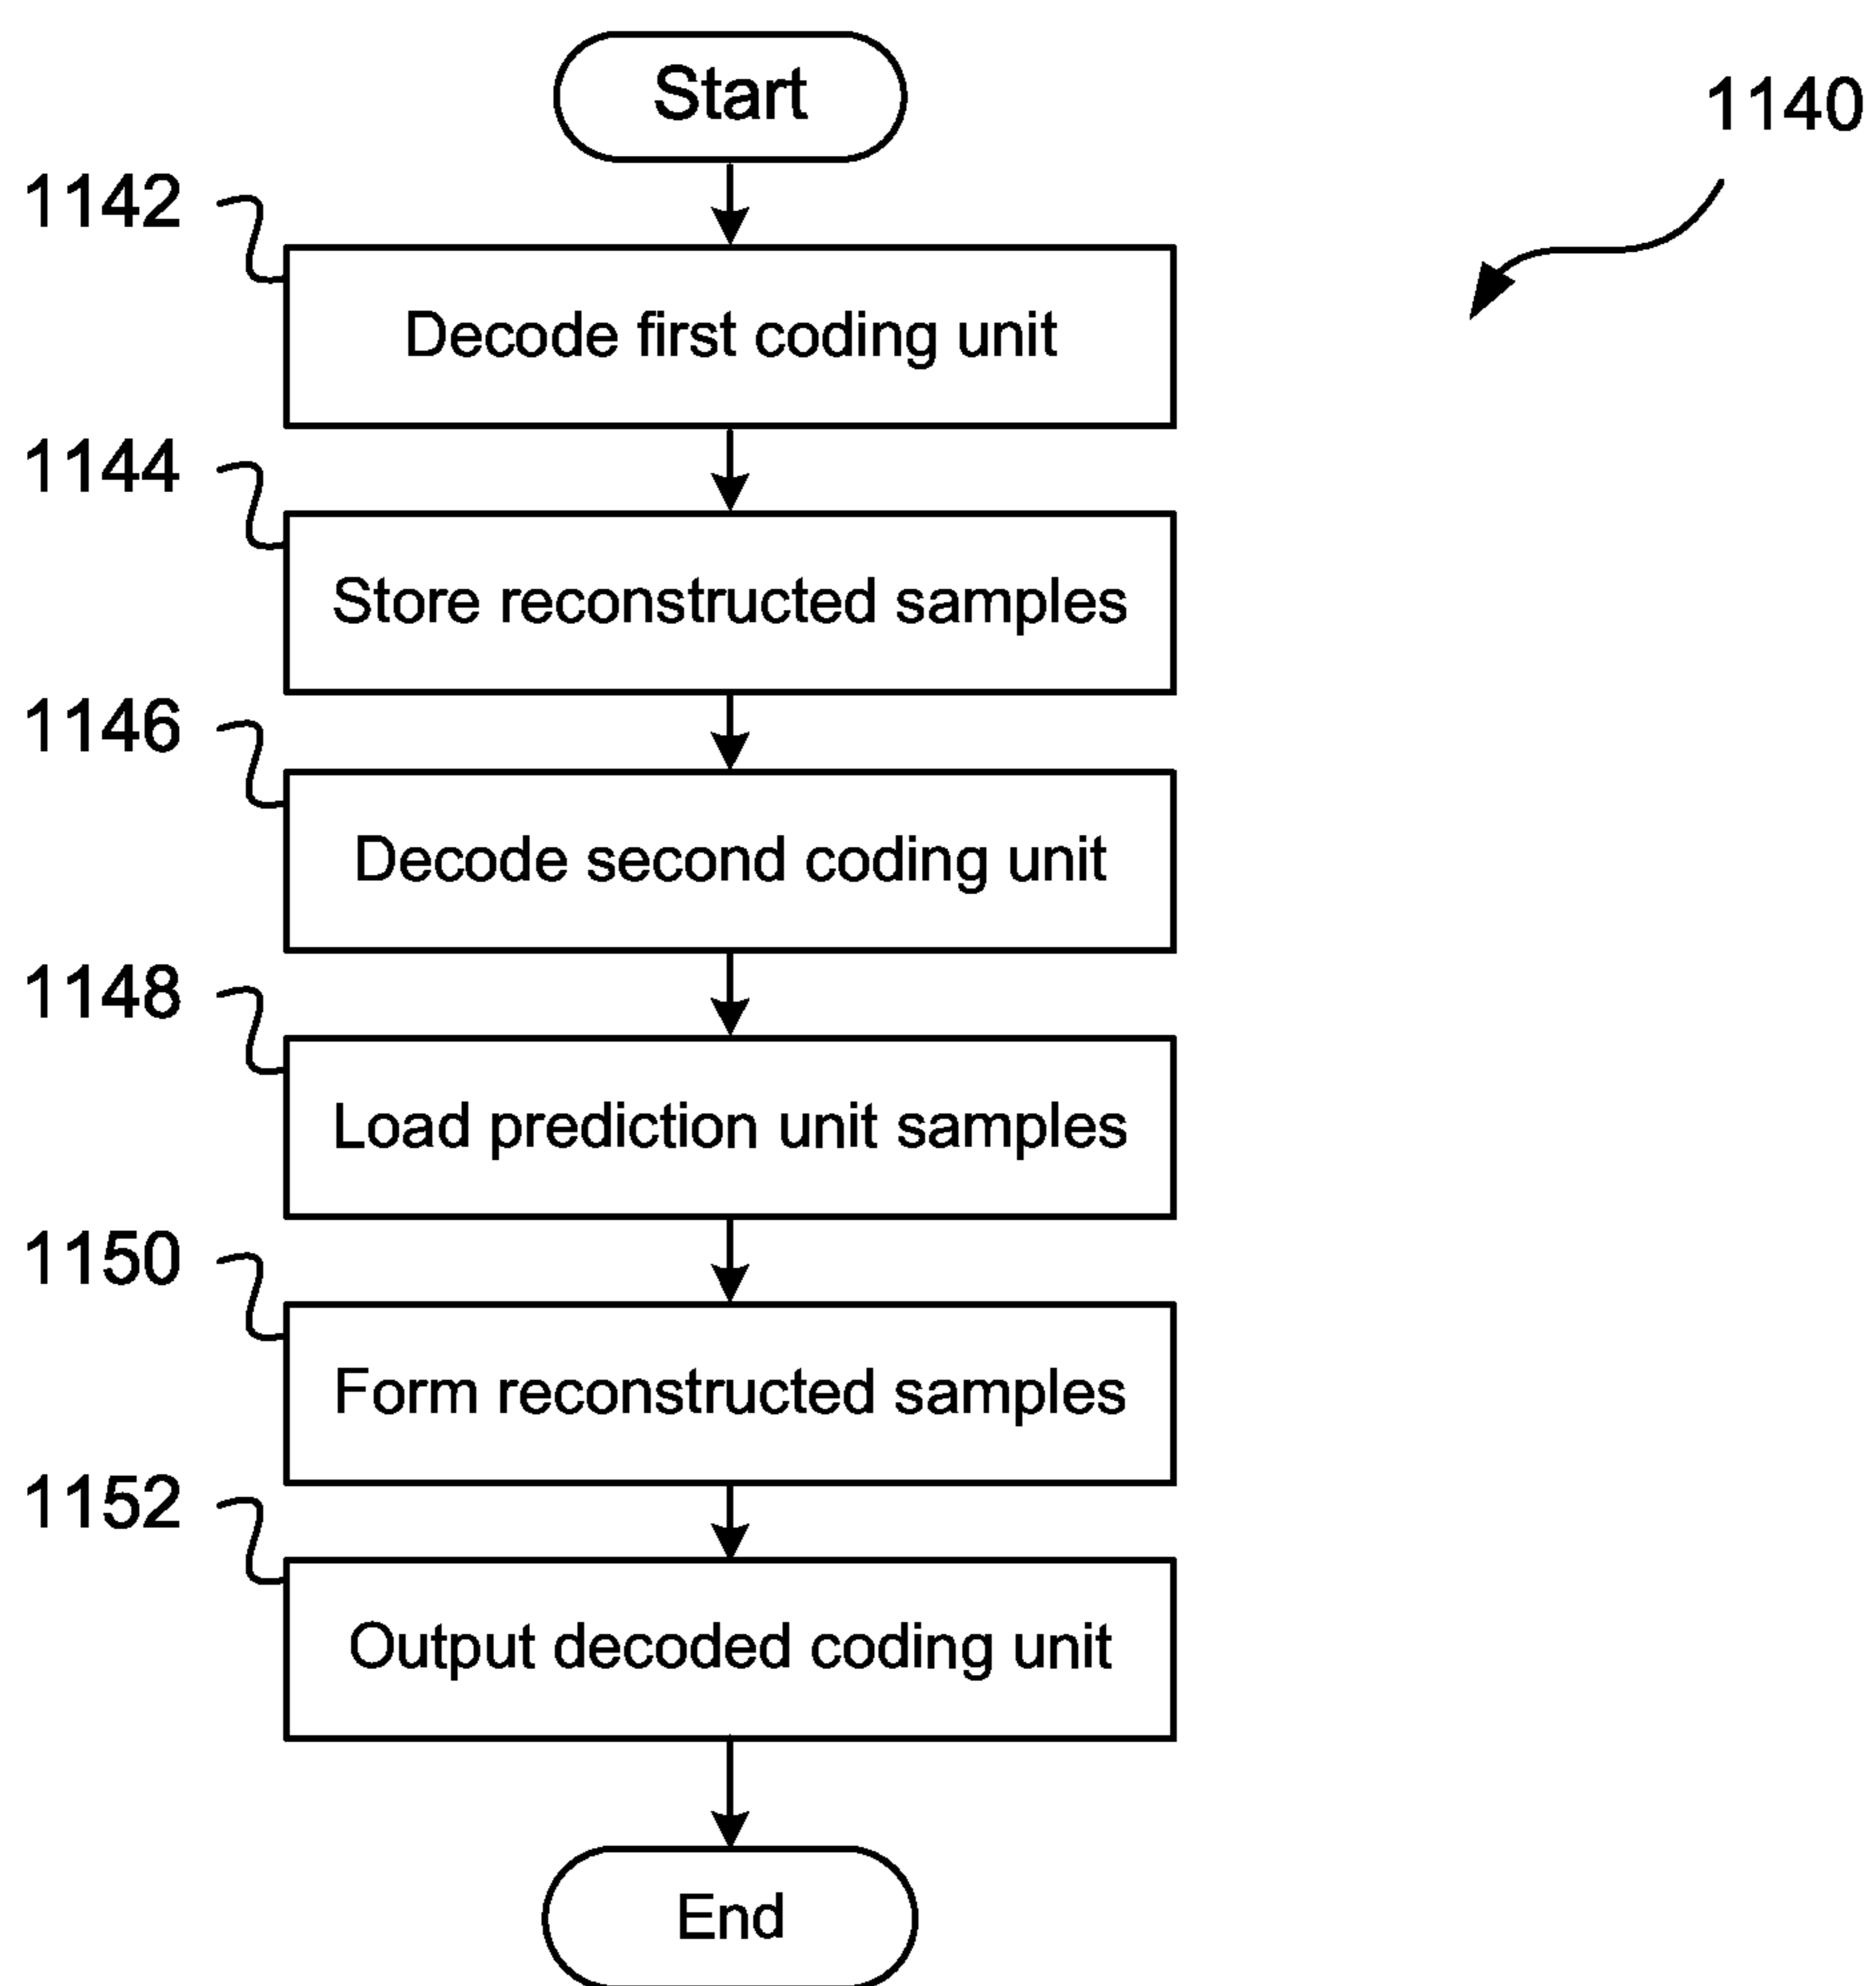 Start
1140
1142
Decode first coding unit
1144
Store reconstructed samples
1146
Decode second coding unit
1148
Load prediction unit samples
1150
Form reconstructed samples
1152
Output decoded coding unit
End